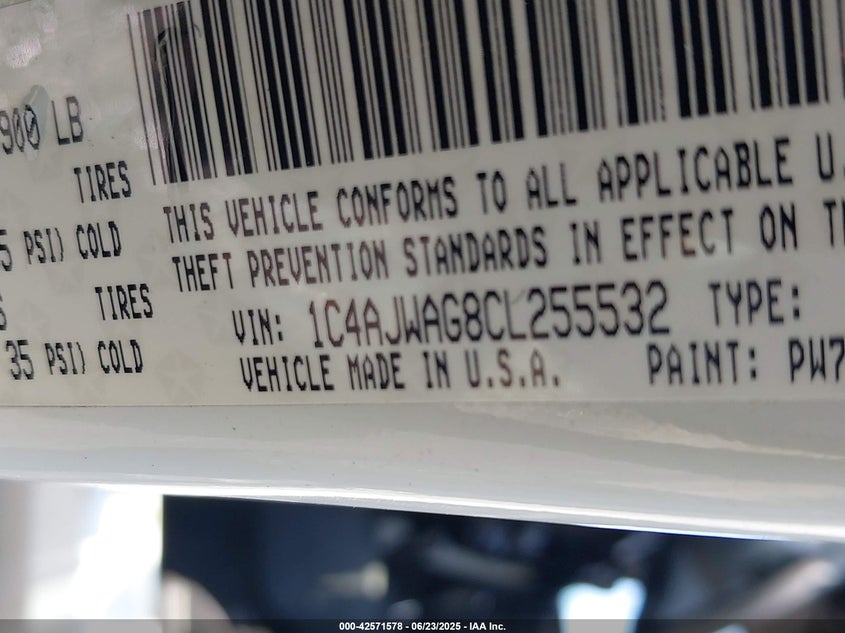 900 LB
TIRES
5 PSI) COLD
TIRES
35 PSI) COLD
THIS VEHICLE CONFORMS TO ALL APPLICABLE U.
THEFT PREVENTION STANDARDS IN EFFECT ON
VIN: 1C4AJWAG8CL255532 TYPE:
VEHICLE MADE IN U.S.A. PAINT: PW7
000-42571578 - 06/23/2025 - IAA Inc.